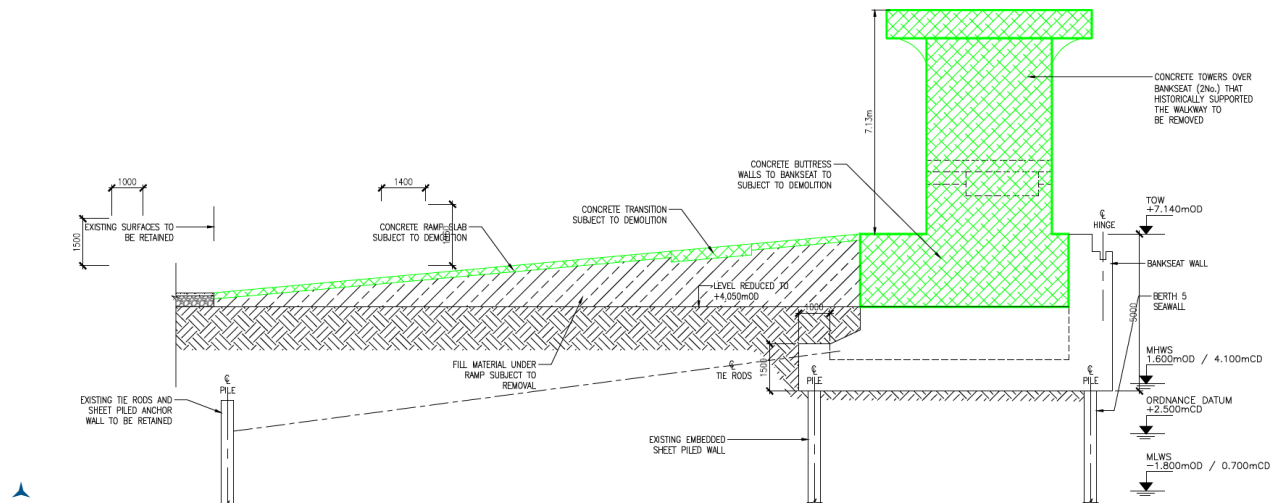 7.13m
CONCRETE TOWERS OVER
BANKSEAT (2No.) THAT
HISTORICALLY SUPPORTED
THE WALKWAY TO
BE REMOVED
CONCRETE BUTTRESS
WALLS TO BANKSEAT TO
SUBJECT TO DEMOLITION
1000
1400
CONCRETE TRANSITION
SUBJECT TO DEMOLITION
TOW
+7.140mOD
℄
HINGE
1500
EXISTING SURFACES TO
BE RETAINED
CONCRETE RAMP SLAB
SUBJECT TO DEMOLITION
BANKSEAT WALL
LEVEL REDUCED TO
+4.050mOD
1000
BERTH 5
SEAWALL
5000
FILL MATERIAL UNDER
RAMP SUBJECT TO
REMOVAL
℄
TIE RODS
1500
MHWS
1.600mOD / 4.100mCD
℄
PILE
℄
PILE
℄
PILE
EXISTING TIE RODS AND
SHEET PILED ANCHOR
WALL TO BE RETAINED
ORDNANCE DATUM
+2.500mCD
EXISTING EMBEDDED
SHEET PILED WALL
MLWS
-1.800mOD / 0.700mCD